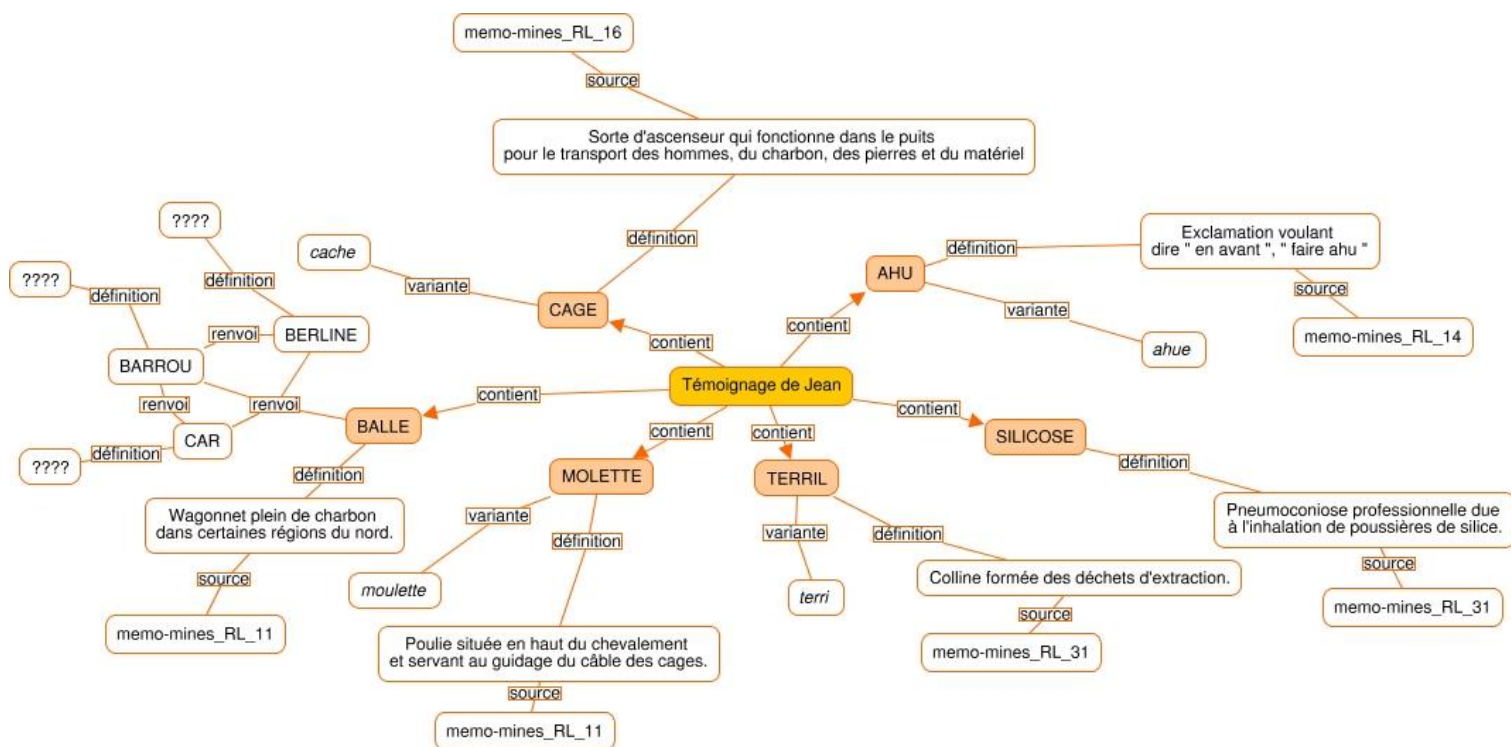 memo-mines_RL_16
source
Sorte d'ascenseur qui fonctionne dans le puits
pour le transport des hommes, du charbon, des pierres et du matériel
définition
cache
variante
CAGE
contient
????
définition
????
définition
renvoi
BERLINE
BARROU
renvoi
renvoi
CAR
définition
????
contient
BALLE
définition
Wagonnet plein de charbon
dans certaines régions du nord.
source
memo-mines_RL_11
AHU
définition
Exclamation voulant
dire " en avant ", " faire ahu "
source
memo-mines_RL_14
variante
ahue
contient
Témoignage de Jean
contient
MOLETTE
variante
moulette
définition
Poulie située en haut du chevalement
et servant au guidage du câble des cages.
source
memo-mines_RL_11
contient
TERRIL
variante
terri
définition
Colline formée des déchets d'extraction.
source
memo-mines_RL_31
contient
SILICOSE
définition
Pneumoconiose professionnelle due
à l'inhalation de poussières de silice.
source
memo-mines_RL_31